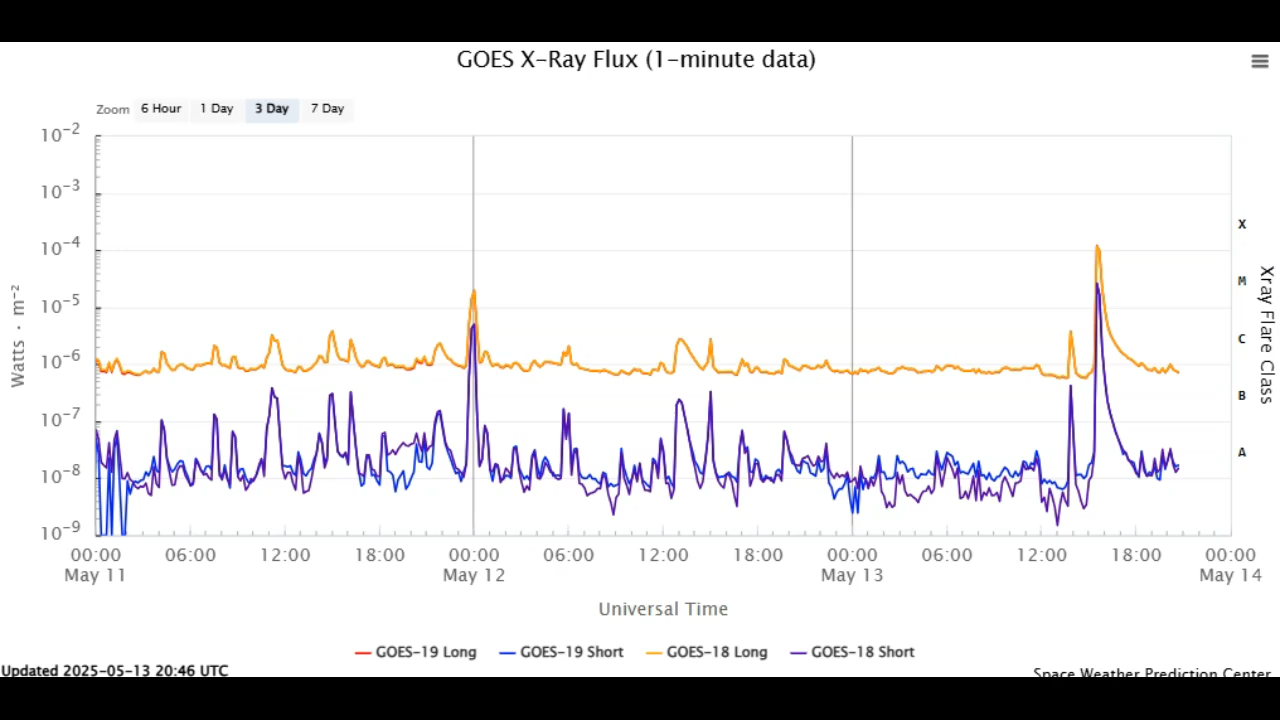 GOES X-Ray Flux (1-minute data)
Zoom 6 Hour 1 Day 3 Day 7 Day
10-2
10-3
10-4
10-5
10-6
10-7
10-8
10-9
Watts · m⁻²
X
M
C
B
A
Xray Flare Class
00:00 06:00 12:00 18:00 00:00 06:00 12:00 18:00 00:00 06:00 12:00 18:00 00:00
May 11 May 12 May 13 May 14
Universal Time
GOES-19 Long GOES-19 Short GOES-18 Long GOES-18 Short
Updated 2025-05-13 20:46 UTC
Space Weather Prediction Center